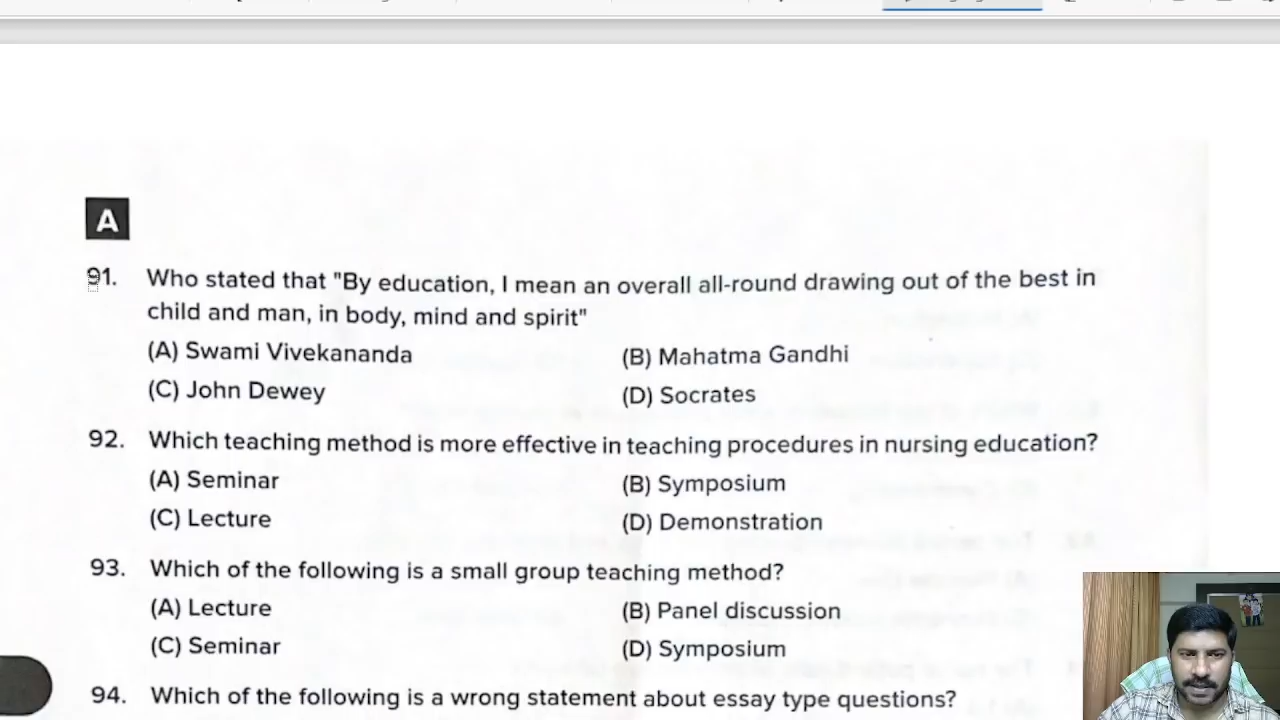 A
91. Who stated that "By education, I mean an overall all-round drawing out of the best in
child and man, in body, mind and spirit"
(A) Swami Vivekananda (B) Mahatma Gandhi
(C) John Dewey (D) Socrates
92. Which teaching method is more effective in teaching procedures in nursing education?
(A) Seminar (B) Symposium
(C) Lecture (D) Demonstration
93. Which of the following is a small group teaching method?
(A) Lecture (B) Panel discussion
(C) Seminar (D) Symposium
94. Which of the following is a wrong statement about essay type questions?